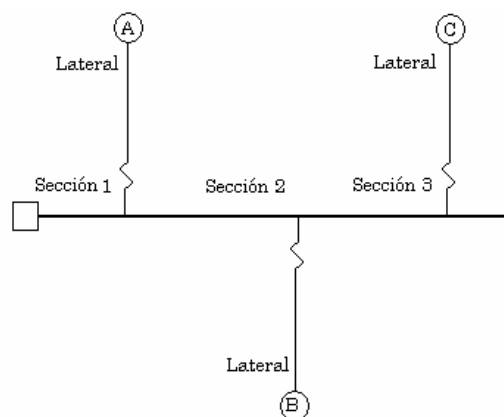 A
C
Lateral
Lateral
Sección 1
Sección 2
Sección 3
Lateral
B